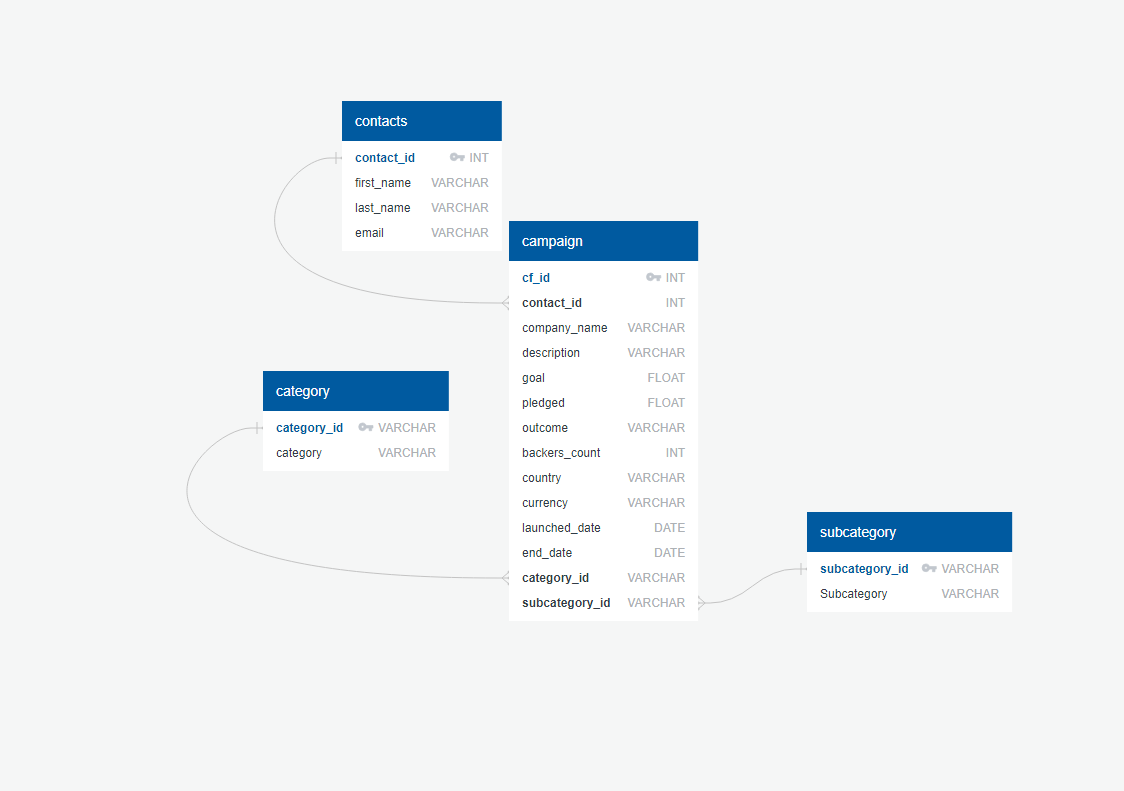 contacts
contact_id INT
first_name VARCHAR
last_name VARCHAR
email VARCHAR
campaign
cf_id INT
contact_id INT
company_name VARCHAR
description VARCHAR
goal FLOAT
pledged FLOAT
outcome VARCHAR
backers_count INT
country VARCHAR
currency VARCHAR
launched_date DATE
end_date DATE
category_id VARCHAR
subcategory_id VARCHAR
category
category_id VARCHAR
category VARCHAR
subcategory
subcategory_id VARCHAR
Subcategory VARCHAR